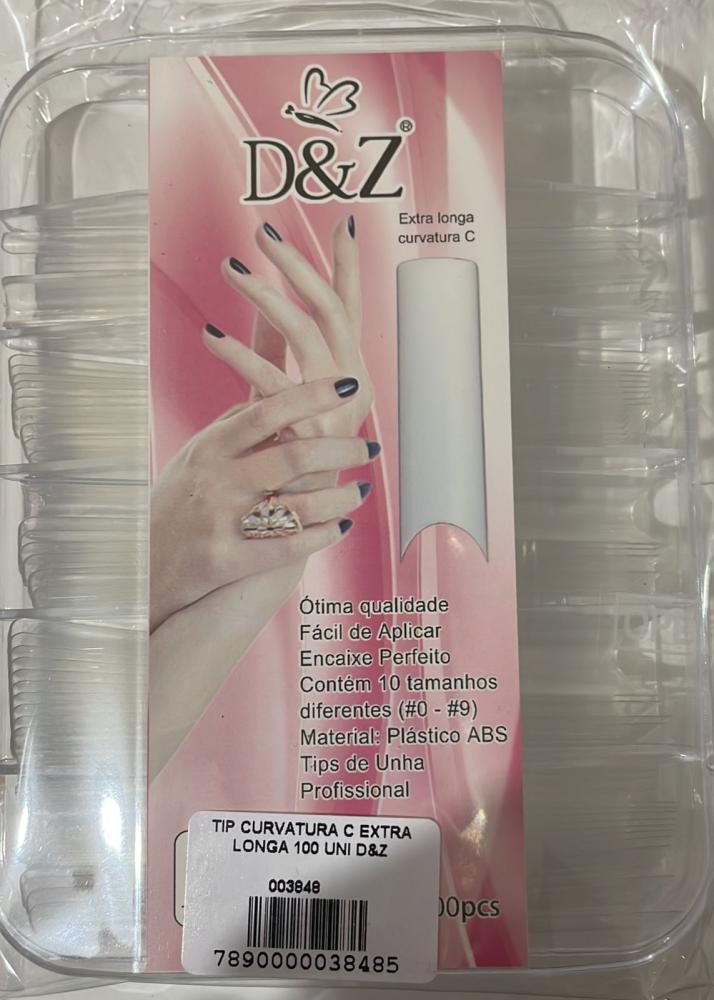 D&Z®
Extra longa
curvatura C
Ótima qualidade
Fácil de Aplicar
Encaixe Perfeito
Contém 10 tamanhos
diferentes (#0 - #9)
Material: Plástico ABS
Tips de Unha
Profissional
00pcs
TIP CURVATURA C EXTRA
LONGA 100 UNI D&Z
003848
7890000038485